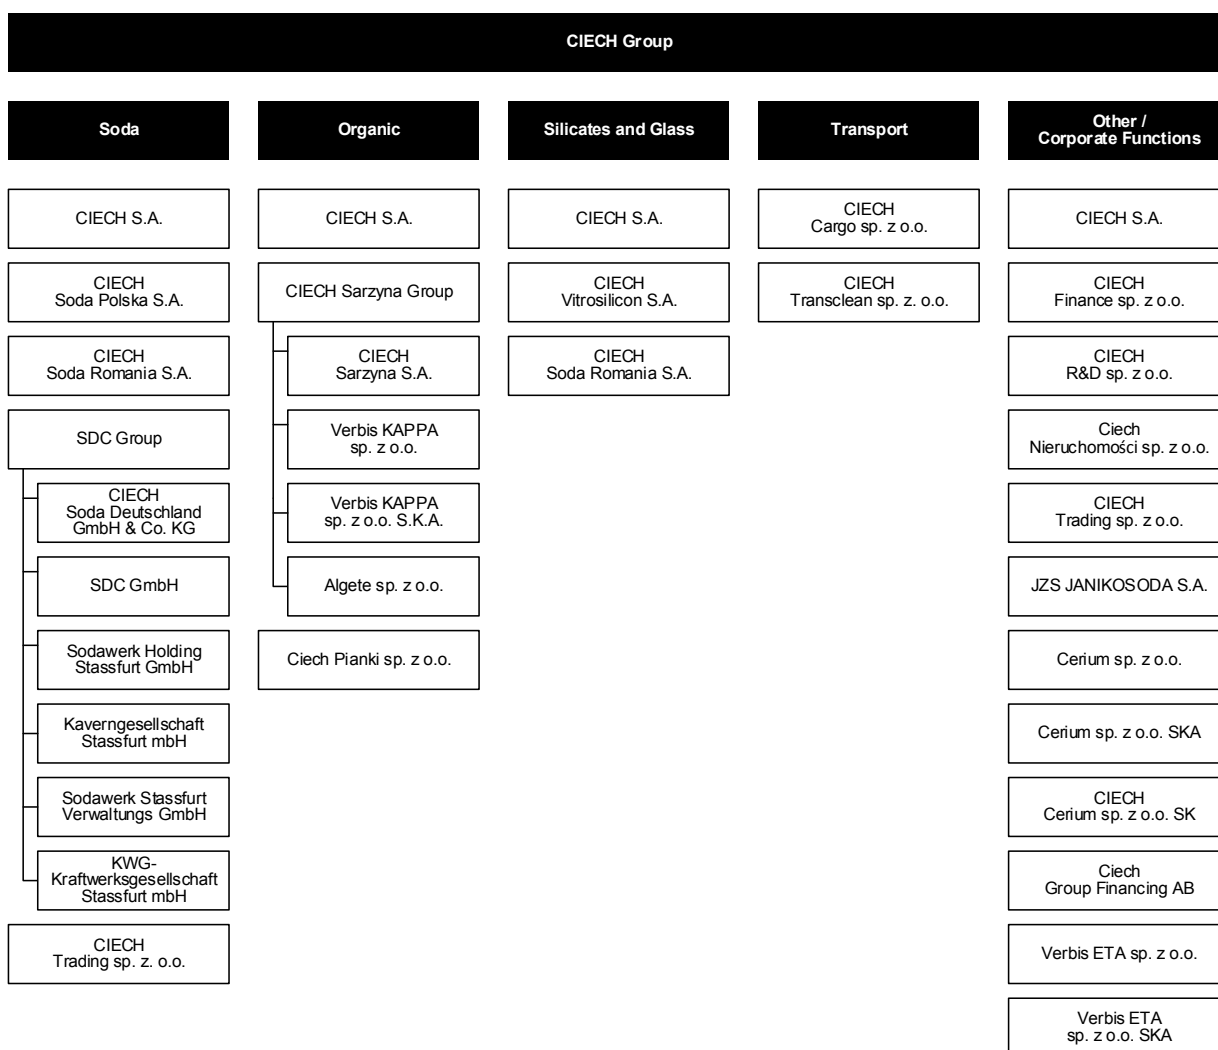 CIECH Group
Soda
Organic
Silicates and Glass
Transport
Other /
Corporate Functions
CIECH S.A.
CIECH
Soda Polska S.A.
CIECH
Soda Romania S.A.
SDC Group
CIECH
Soda Deutschland
GmbH & Co. KG
SDC GmbH
Sodawerk Holding
Stassfurt GmbH
Kaverngesellschaft
Stassfurt mbH
Sodawerk Stassfurt
Verwaltungs GmbH
KWG-
Kraftwerksgesellschaft
Stassfurt mbH
CIECH
Trading sp. z. o.o.
CIECH S.A.
CIECH Sarzyna Group
CIECH
Sarzyna S.A.
Verbis KAPPA
sp. z o.o.
Verbis KAPPA
sp. z o.o. S.K.A.
Algete sp. z o.o.
Ciech Pianki sp. z o.o.
CIECH S.A.
CIECH
Vitrosilicon S.A.
CIECH
Soda Romania S.A.
CIECH
Cargo sp. z o.o.
CIECH
Transclean sp. z. o.o.
CIECH S.A.
CIECH
Finance sp. z o.o.
CIECH
R&D sp. z o.o.
Ciech
Nieruchomości sp. z o.o.
CIECH
Trading sp. z o.o.
JZS JANIKOSODA S.A.
Cerium sp. z o.o.
Cerium sp. z o.o. SKA
CIECH
Cerium sp. z o.o. SK
Ciech
Group Financing AB
Verbis ETA sp. z o.o.
Verbis ETA
sp. z o.o. SKA